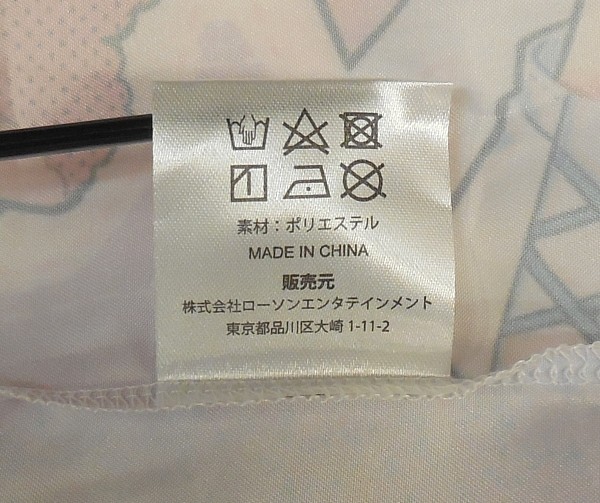 素材：ポリエステル
MADE IN CHINA
販売元
株式会社ローソンエンタテインメント
東京都品川区大崎 1-11-2